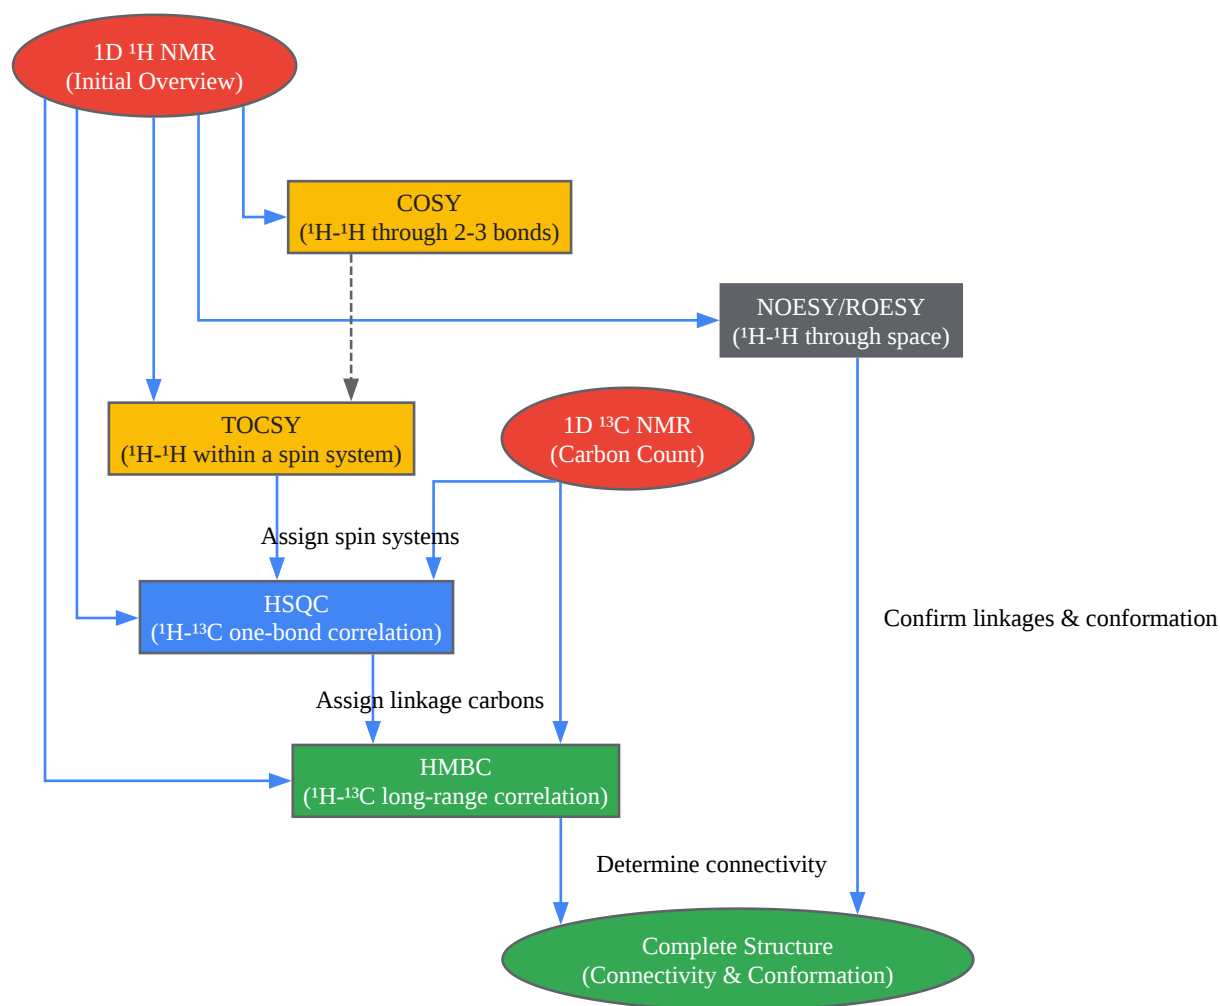 1D ¹H NMR
(Initial Overview)
COSY
(¹H-¹H through 2-3 bonds)
NOESY/ROESY
(¹H-¹H through space)
TOCSY
(¹H-¹H within a spin system)
1D ¹³C NMR
(Carbon Count)
Assign spin systems
HSQC
(¹H-¹³C one-bond correlation)
Confirm linkages & conformation
Assign linkage carbons
HMBC
(¹H-¹³C long-range correlation)
Determine connectivity
Complete Structure
(Connectivity & Conformation)